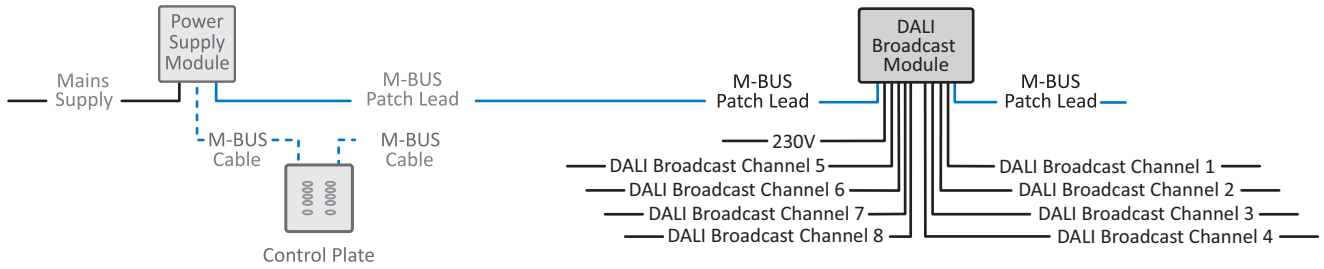 Power
Supply
Module
Mains
Supply
M-BUS
Patch Lead
M-BUS
Cable
M-BUS
Cable
Control Plate
DALI
Broadcast
Module
M-BUS
Patch Lead
M-BUS
Patch Lead
230V
DALI Broadcast Channel 5
DALI Broadcast Channel 6
DALI Broadcast Channel 7
DALI Broadcast Channel 8
DALI Broadcast Channel 1
DALI Broadcast Channel 2
DALI Broadcast Channel 3
DALI Broadcast Channel 4